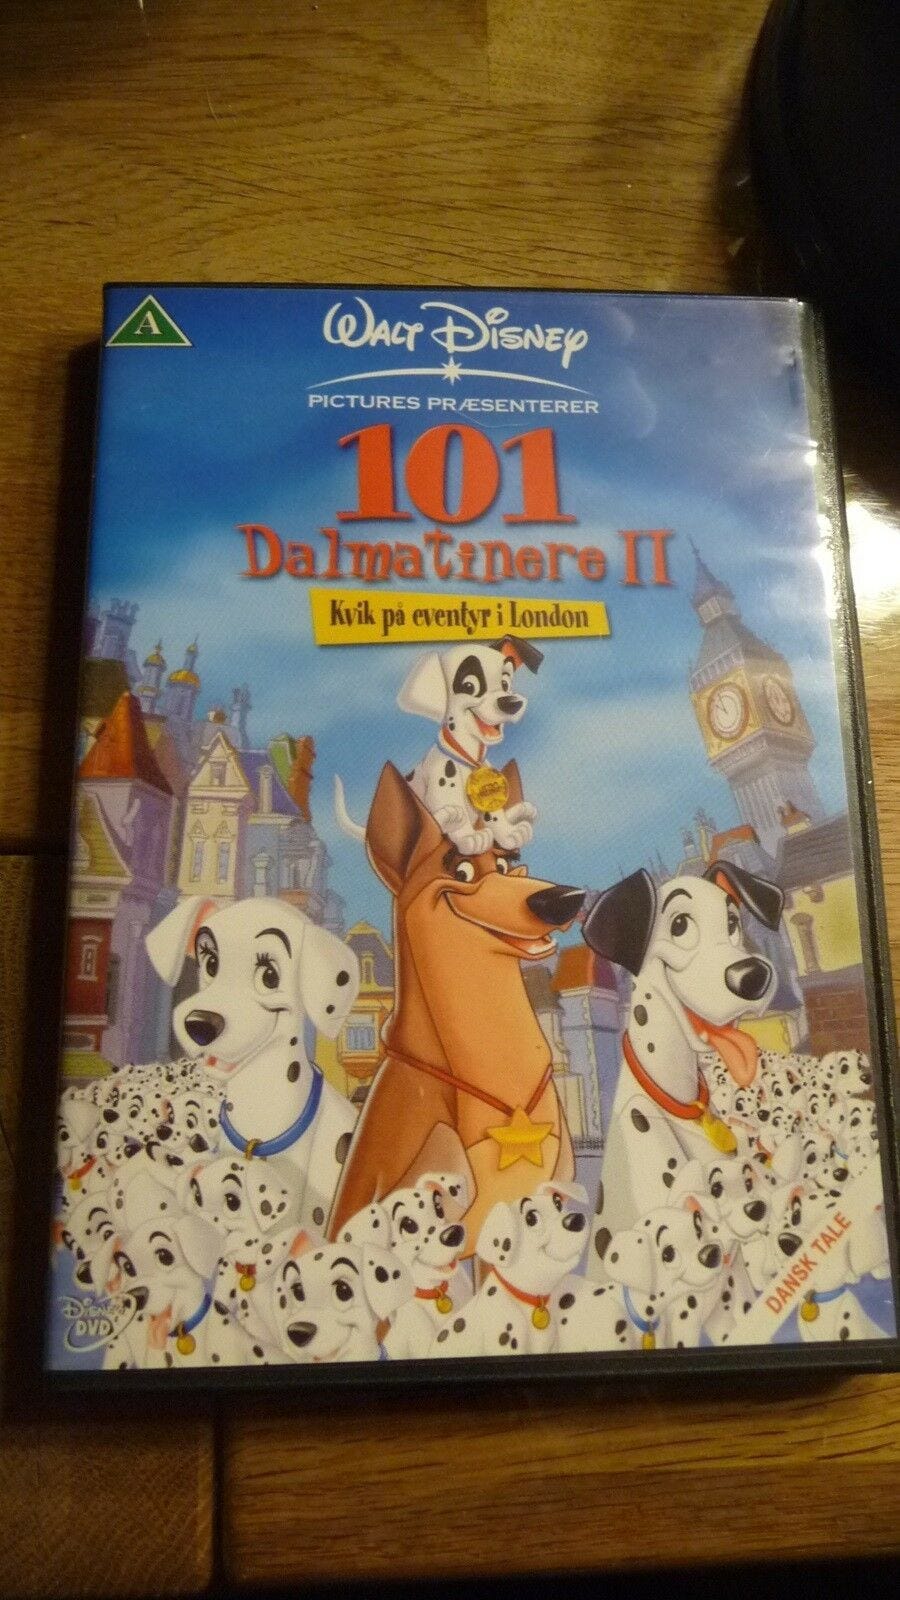 A
WALT DISNEY
PICTURES PRÆSENTERER
101
Dalmatinere II
Kvik på eventyr i London
DANSK TALE
DISNEY
DVD